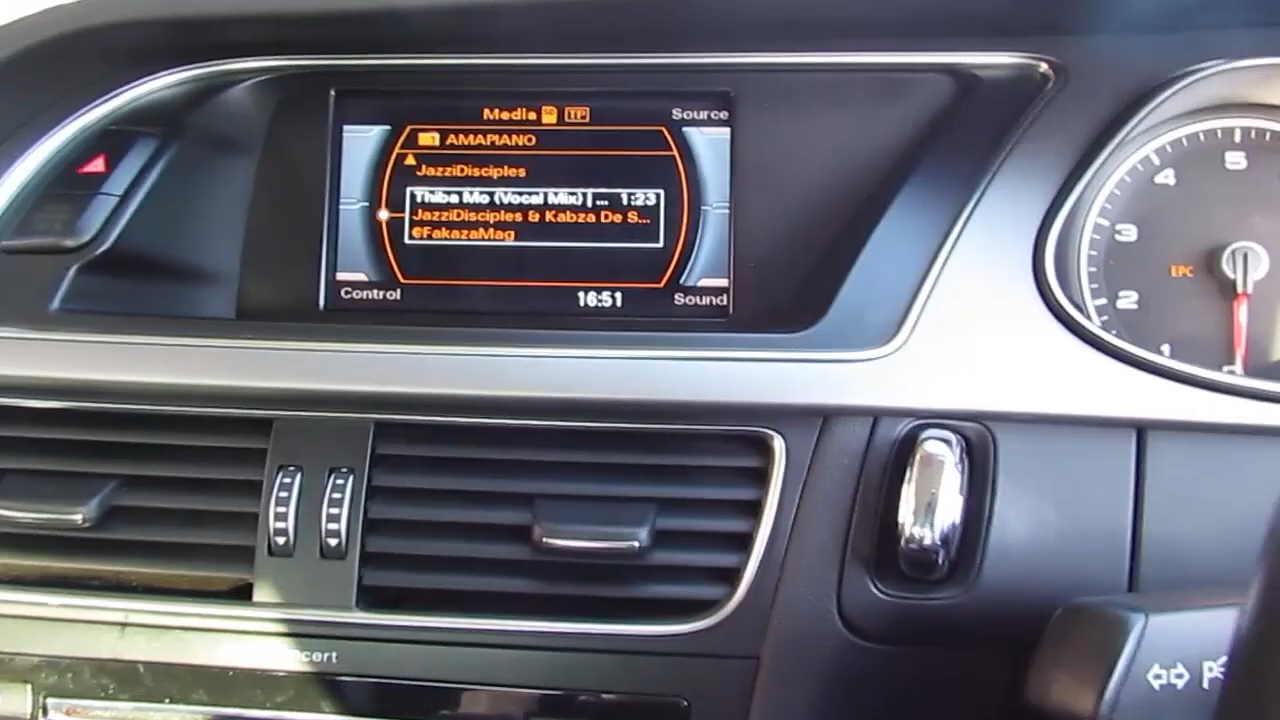 Media TP Source
AMAPIANO
JazziDisciples
Thiba Mo (Vocal Mix) | ... 1:23
JazziDisciples & Kabza De S...
@FakazaMag
Control 16:51 Sound
5
4
3
EPC
2
1
cert
P